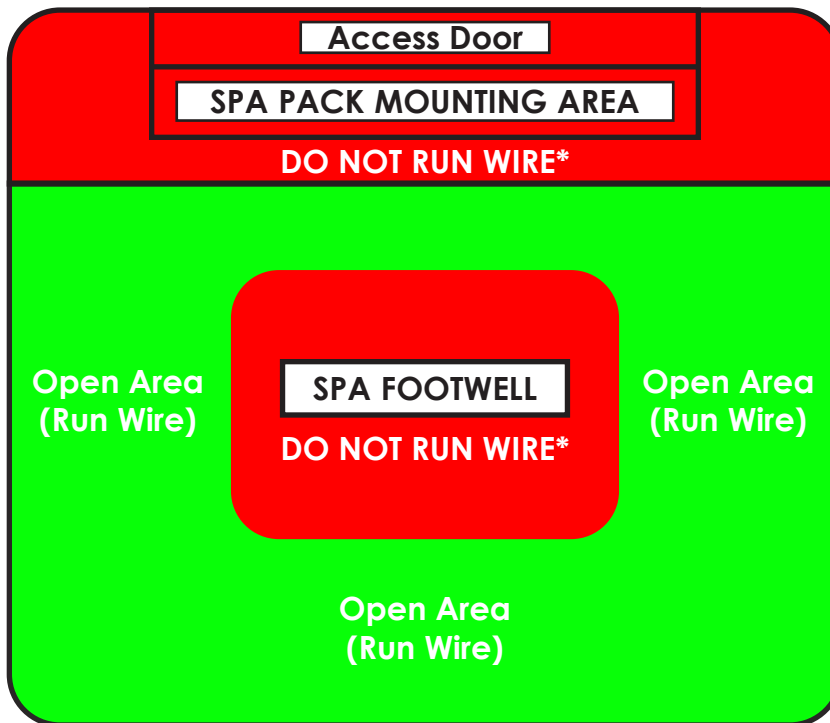 Access Door
SPA PACK MOUNTING AREA
DO NOT RUN WIRE*
Open Area
(Run Wire)
SPA FOOTWELL
DO NOT RUN WIRE*
Open Area
(Run Wire)
Open Area
(Run Wire)